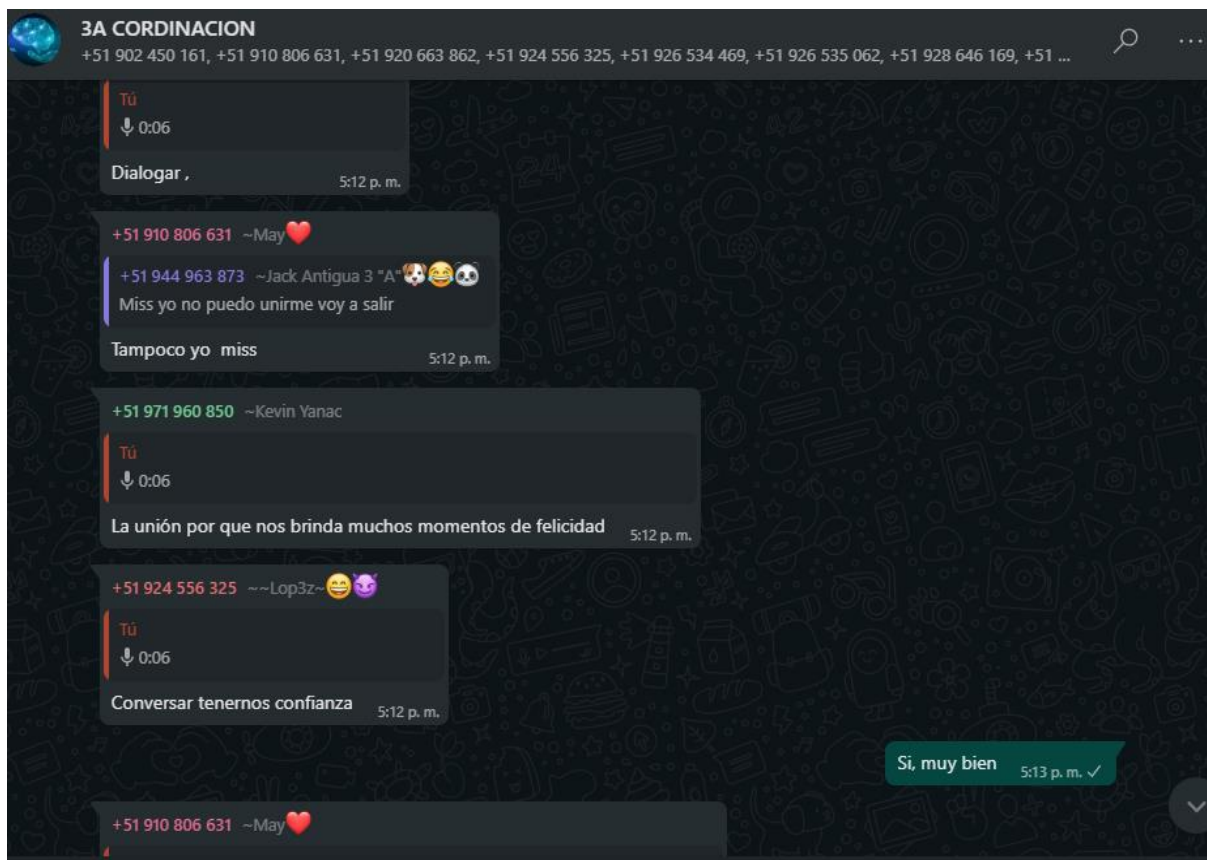 3A CORDINACION
+51 902 450 161, +51 910 806 631, +51 920 663 862, +51 924 556 325, +51 926 534 469, +51 926 535 062, +51 928 646 169, +51 ...
Tú
0:06
Dialogar ,
5:12 p. m.
+51 910 806 631 ~May❤️
+51 944 963 873 ~Jack Antigua 3 "A"🐶😂🐼
Miss yo no puedo unirme voy a salir
Tampoco yo miss
5:12 p. m.
+51 971 960 850 ~Kevin Yanac
Tú
0:06
La unión por que nos brinda muchos momentos de felicidad
5:12 p. m.
+51 924 556 325 ~~Lop3z~😄😈
Tú
0:06
Conversar tenernos confianza
5:12 p. m.
Si, muy bien
5:13 p. m.
+51 910 806 631 ~May❤️